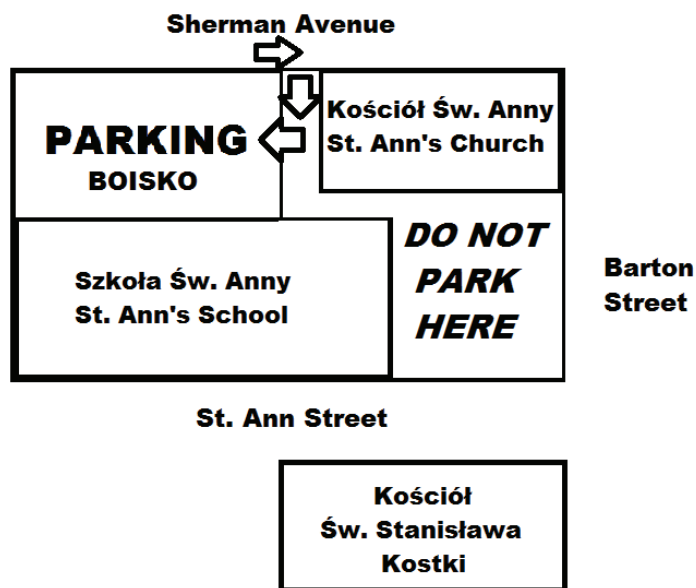 Sherman Avenue
Kościół Św. Anny
St. Ann's Church
PARKING
BOISKO
DO NOT
PARK
HERE
Szkoła Św. Anny
St. Ann's School
Barton
Street
St. Ann Street
Kościół
Św. Stanisława
Kostki